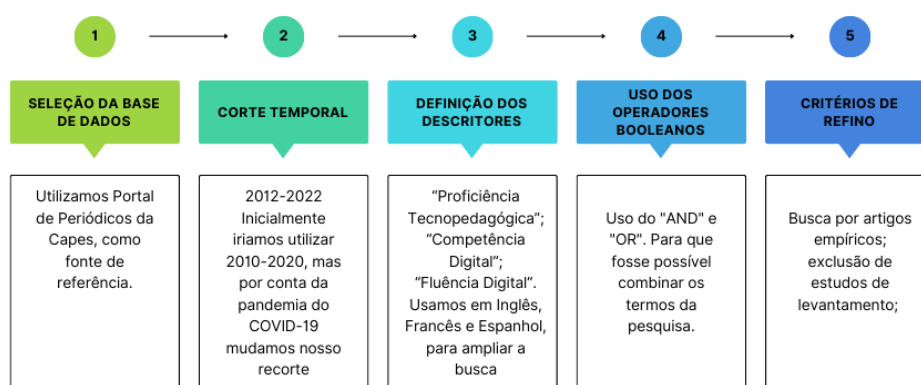 1
2
3
4
5
SELEÇÃO DA BASE
DE DADOS
CORTE TEMPORAL
DEFINIÇÃO DOS
DESCRITORES
USO DOS
OPERADORES
BOOLEANOS
CRITÉRIOS DE
REFINO
Utilizamos Portal
de Periódicos da
Capes, como
fonte de
referência.
2012-2022
Inicialmente
iriamos utilizar
2010-2020, mas
por conta da
pandemia do
COVID-19
mudamos nosso
recorte
“Proficiência
Tecnopedagógica”;
“Competência
Digital”;
“Fluência Digital”.
Usamos em Inglês,
Francês e Espanhol,
para ampliar a
busca
Uso do "AND" e
"OR". Para que
fosse possível
combinar os
termos da
pesquisa.
Busca por artigos
empíricos;
exclusão de
estudos de
levantamento;